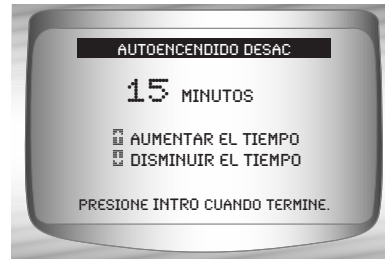 AUTOENCENDIDO DESAC
15 MINUTOS
AUMENTAR EL TIEMPO
DISMINUIR EL TIEMPO
PRESIONE INTRO CUANDO TERMINE.